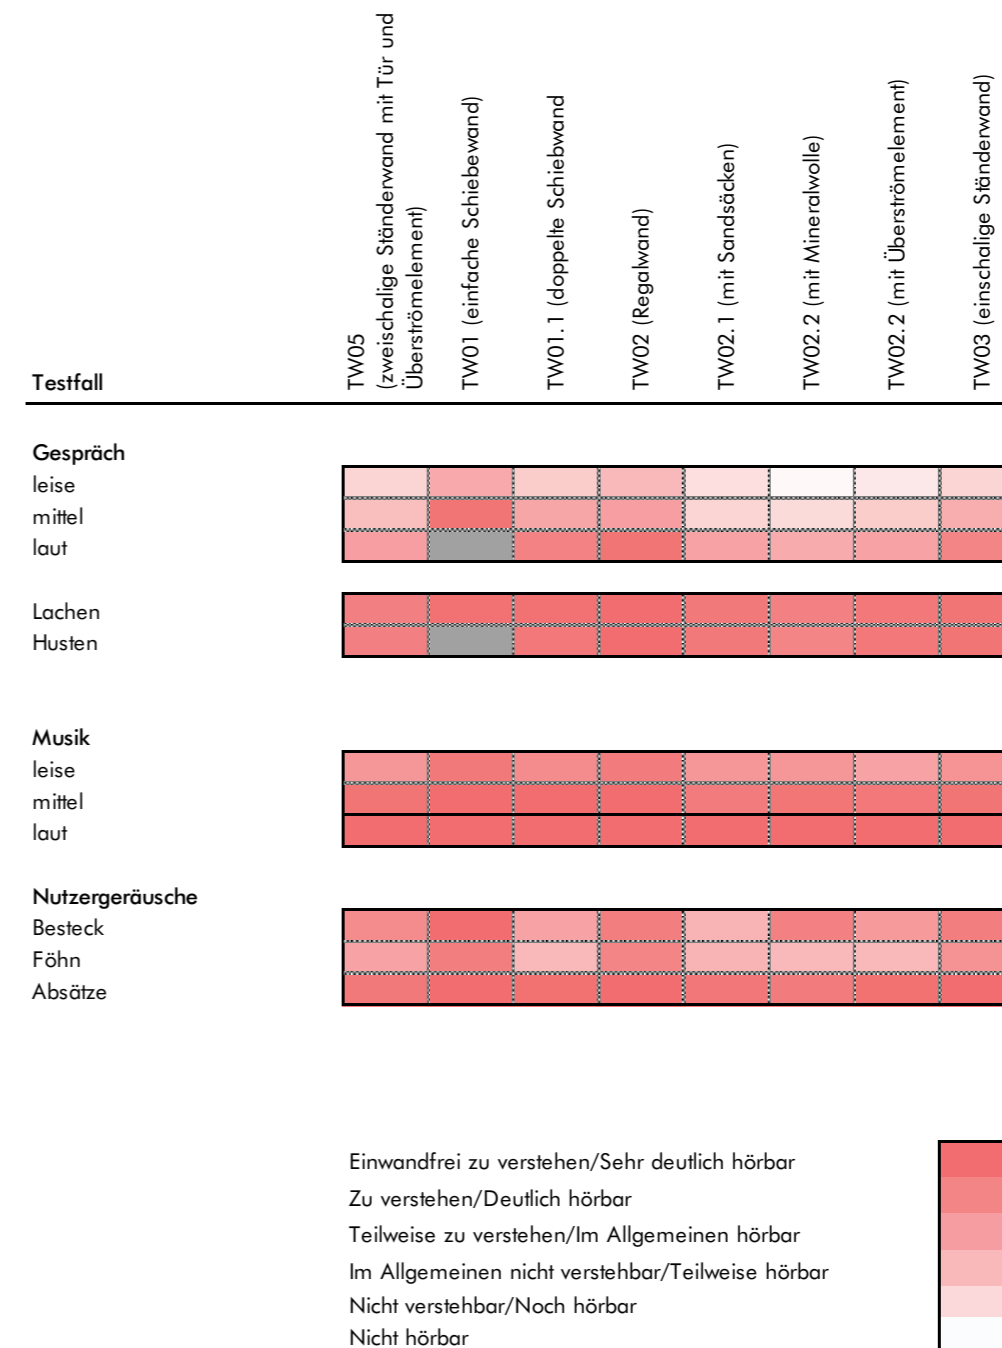 Testfall
TW05
(zweischalige Ständerwand mit Tür und
Überströmelement)
TW01 (einfache Schiebewand)
TW01.1 (doppelte Schiebwand
TW02 (Regalwand)
TW02.1 (mit Sandsäcken)
TW02.2 (mit Mineralwolle)
TW02.2 (mit Überströmelement)
TW03 (einschalige Ständerwand)
Gespräch
leise
mittel
laut
Lachen
Husten
Musik
leise
mittel
laut
Nutzergeräusche
Besteck
Föhn
Absätze
Einwandfrei zu verstehen/Sehr deutlich hörbar
Zu verstehen/Deutlich hörbar
Teilweise zu verstehen/Im Allgemeinen hörbar
Im Allgemeinen nicht verstehbar/Teilweise hörbar
Nicht verstehbar/Noch hörbar
Nicht hörbar